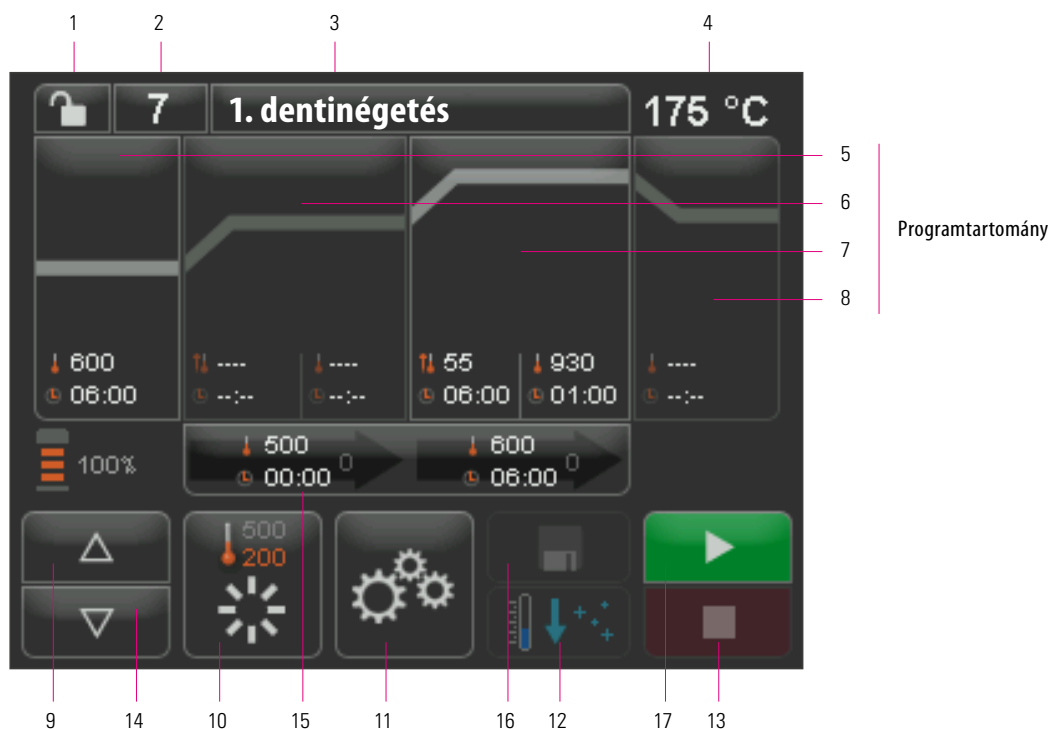 1 2 3 4
7 1. dentinégetés 175 °C
5
6
7
8
Programtartomány
600 ---- ---- 55 930 ----
06:00 --:-- --:-- 06:00 01:00 --:--
100%
500 0 600 0
00:00 06:00
500
200
9 14 10 15 11 16 12 17 13